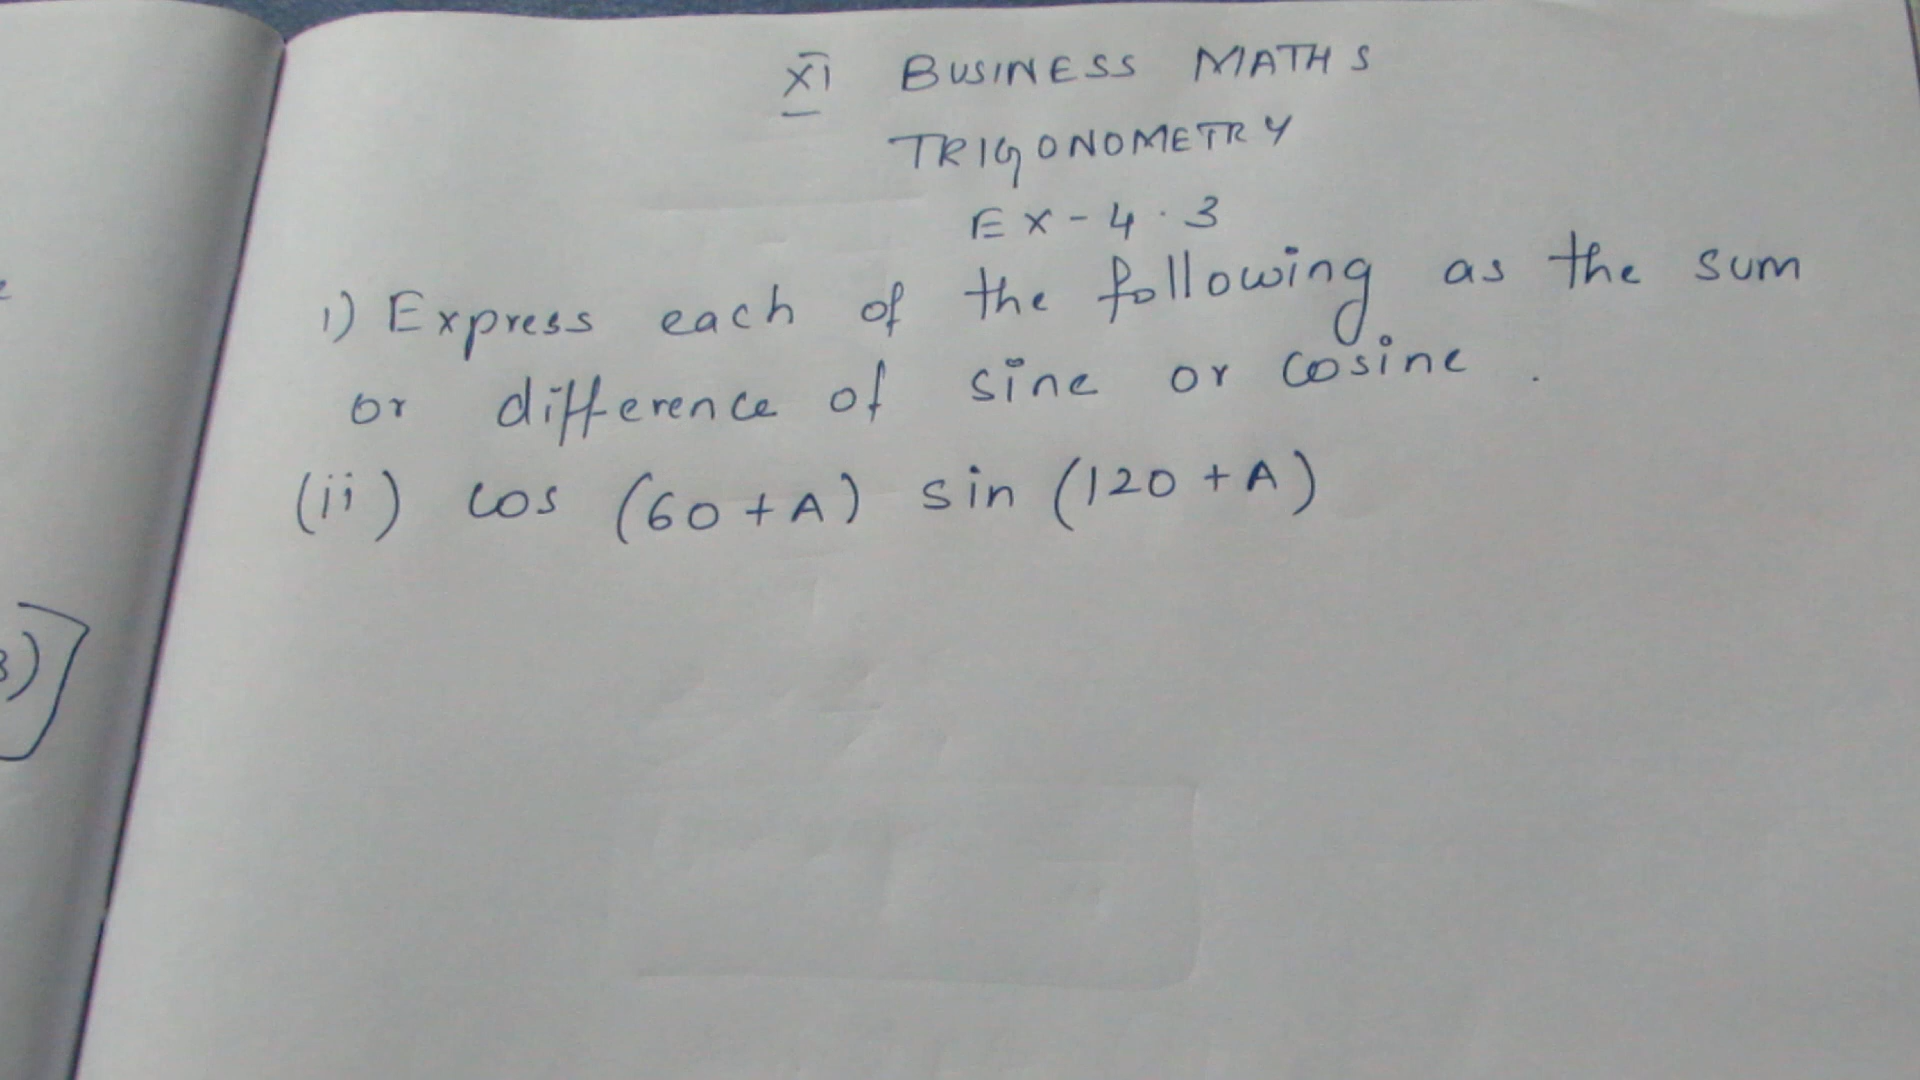 XI BUSINESS MATHS
TRIGONOMETRY
EX-4.3
1) Express each of the following as the sum
or difference of sine or cosine.
(ii) cos (60+A) sin (120+A)